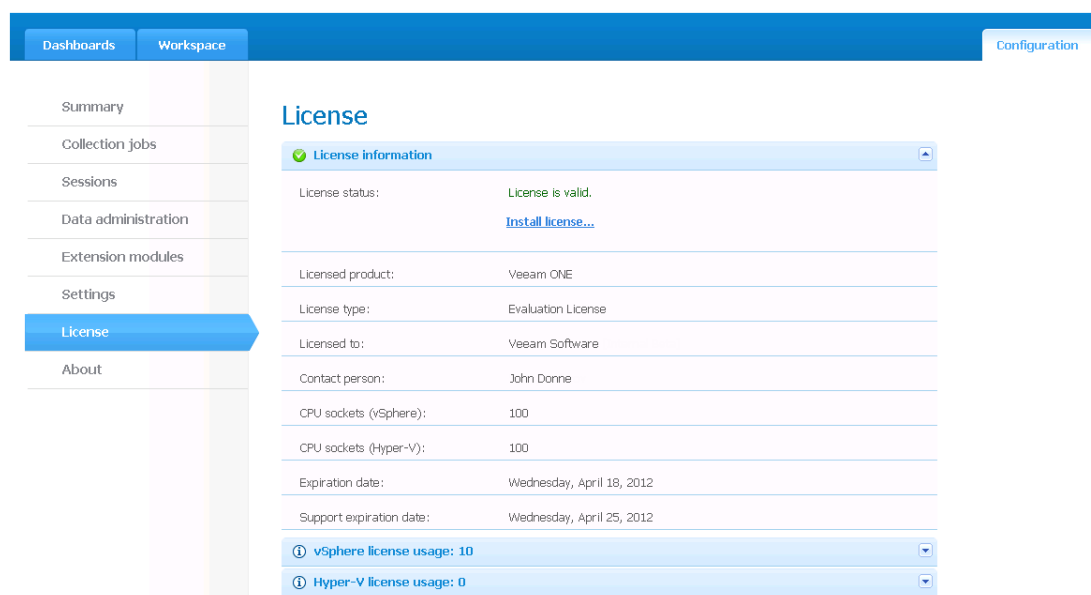 Dashboards Workspace Configuration
Summary
Collection jobs
Sessions
Data administration
Extension modules
Settings
License
About
License
License information
License status: License is valid.
Install license...
Licensed product: Veeam ONE
License type: Evaluation License
Licensed to: Veeam Software
Contact person: John Donne
CPU sockets (vSphere): 100
CPU sockets (Hyper-V): 100
Expiration date: Wednesday, April 18, 2012
Support expiration date: Wednesday, April 25, 2012
vSphere license usage: 10
Hyper-V license usage: 0